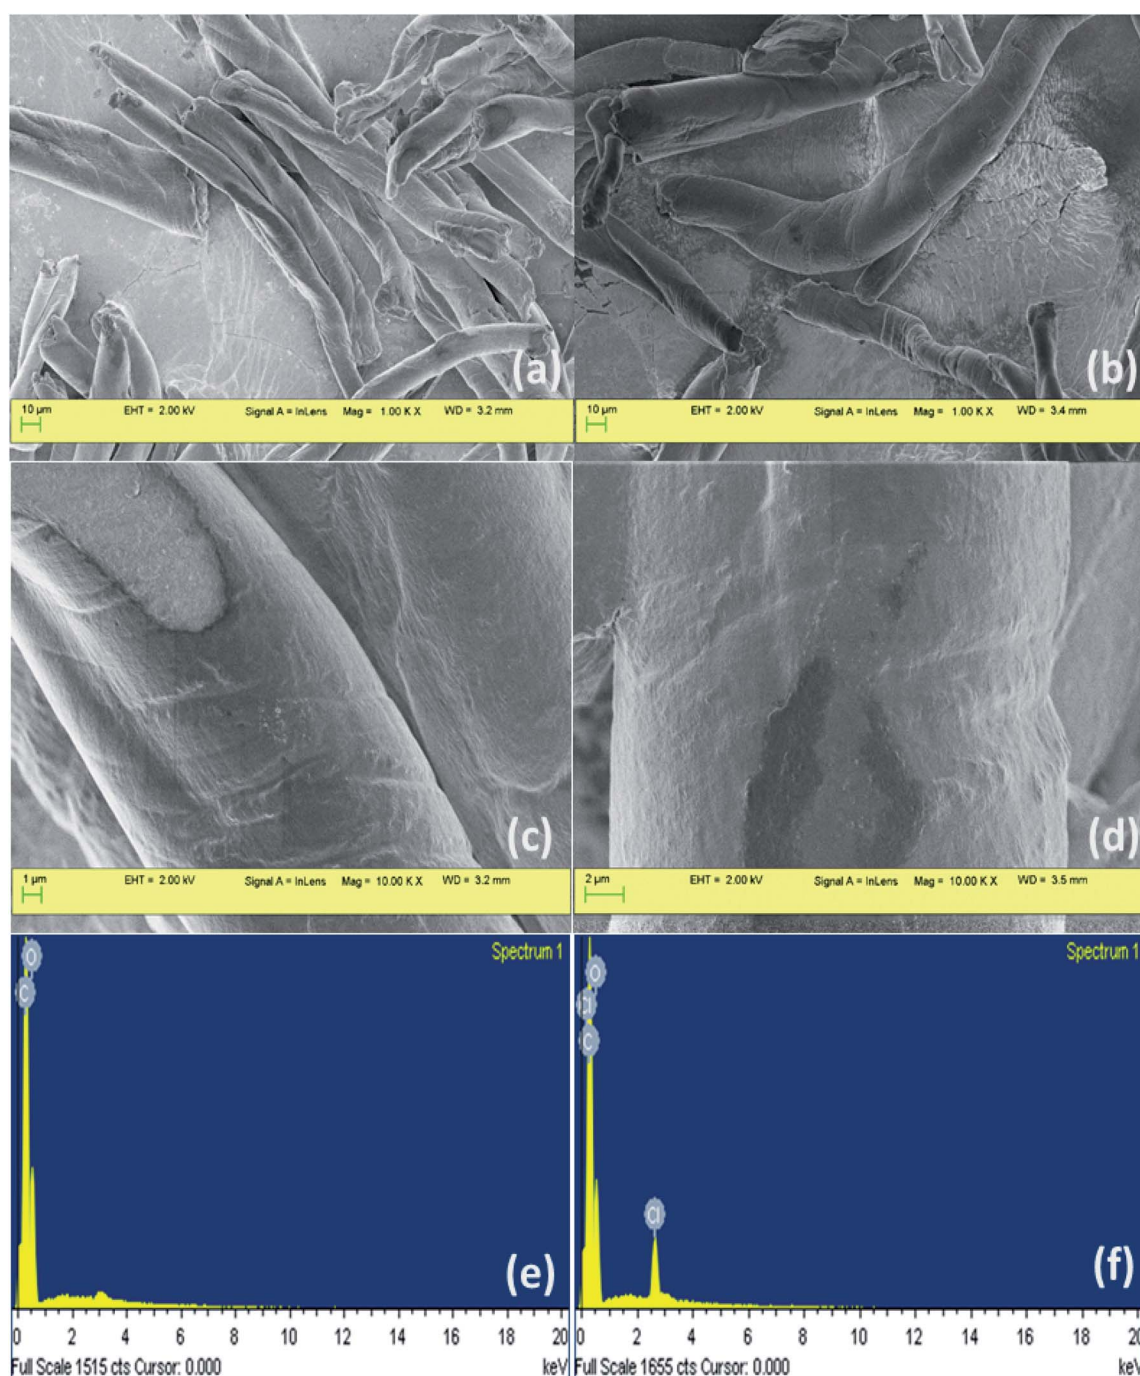 (a)
(b)
10 µm EHT = 2.00 kV Signal A = InLens Mag = 1.00 K X WD = 3.2 mm
10 µm EHT = 2.00 kV Signal A = InLens Mag = 1.00 K X WD = 3.4 mm
(c)
(d)
1 µm EHT = 2.00 kV Signal A = InLens Mag = 10.00 K X WD = 3.2 mm
2 µm EHT = 2.00 kV Signal A = InLens Mag = 10.00 K X WD = 3.5 mm
Spectrum 1
O
C
(e)
0 2 4 6 8 10 12 14 16 18 20
Full Scale 1515 cts Cursor: 0.000 keV
Spectrum 1
O
Cl
C
Cl
(f)
0 2 4 6 8 10 12 14 16 18 20
Full Scale 1655 cts Cursor: 0.000 keV